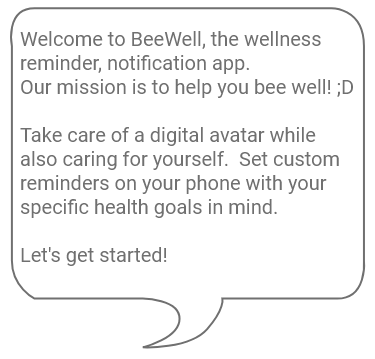 Welcome to BeeWell, the wellness
reminder, notification app.
Our mission is to help you bee well! ;D
Take care of a digital avatar while
also caring for yourself.  Set custom
reminders on your phone with your
specific health goals in mind.
Let's get started!